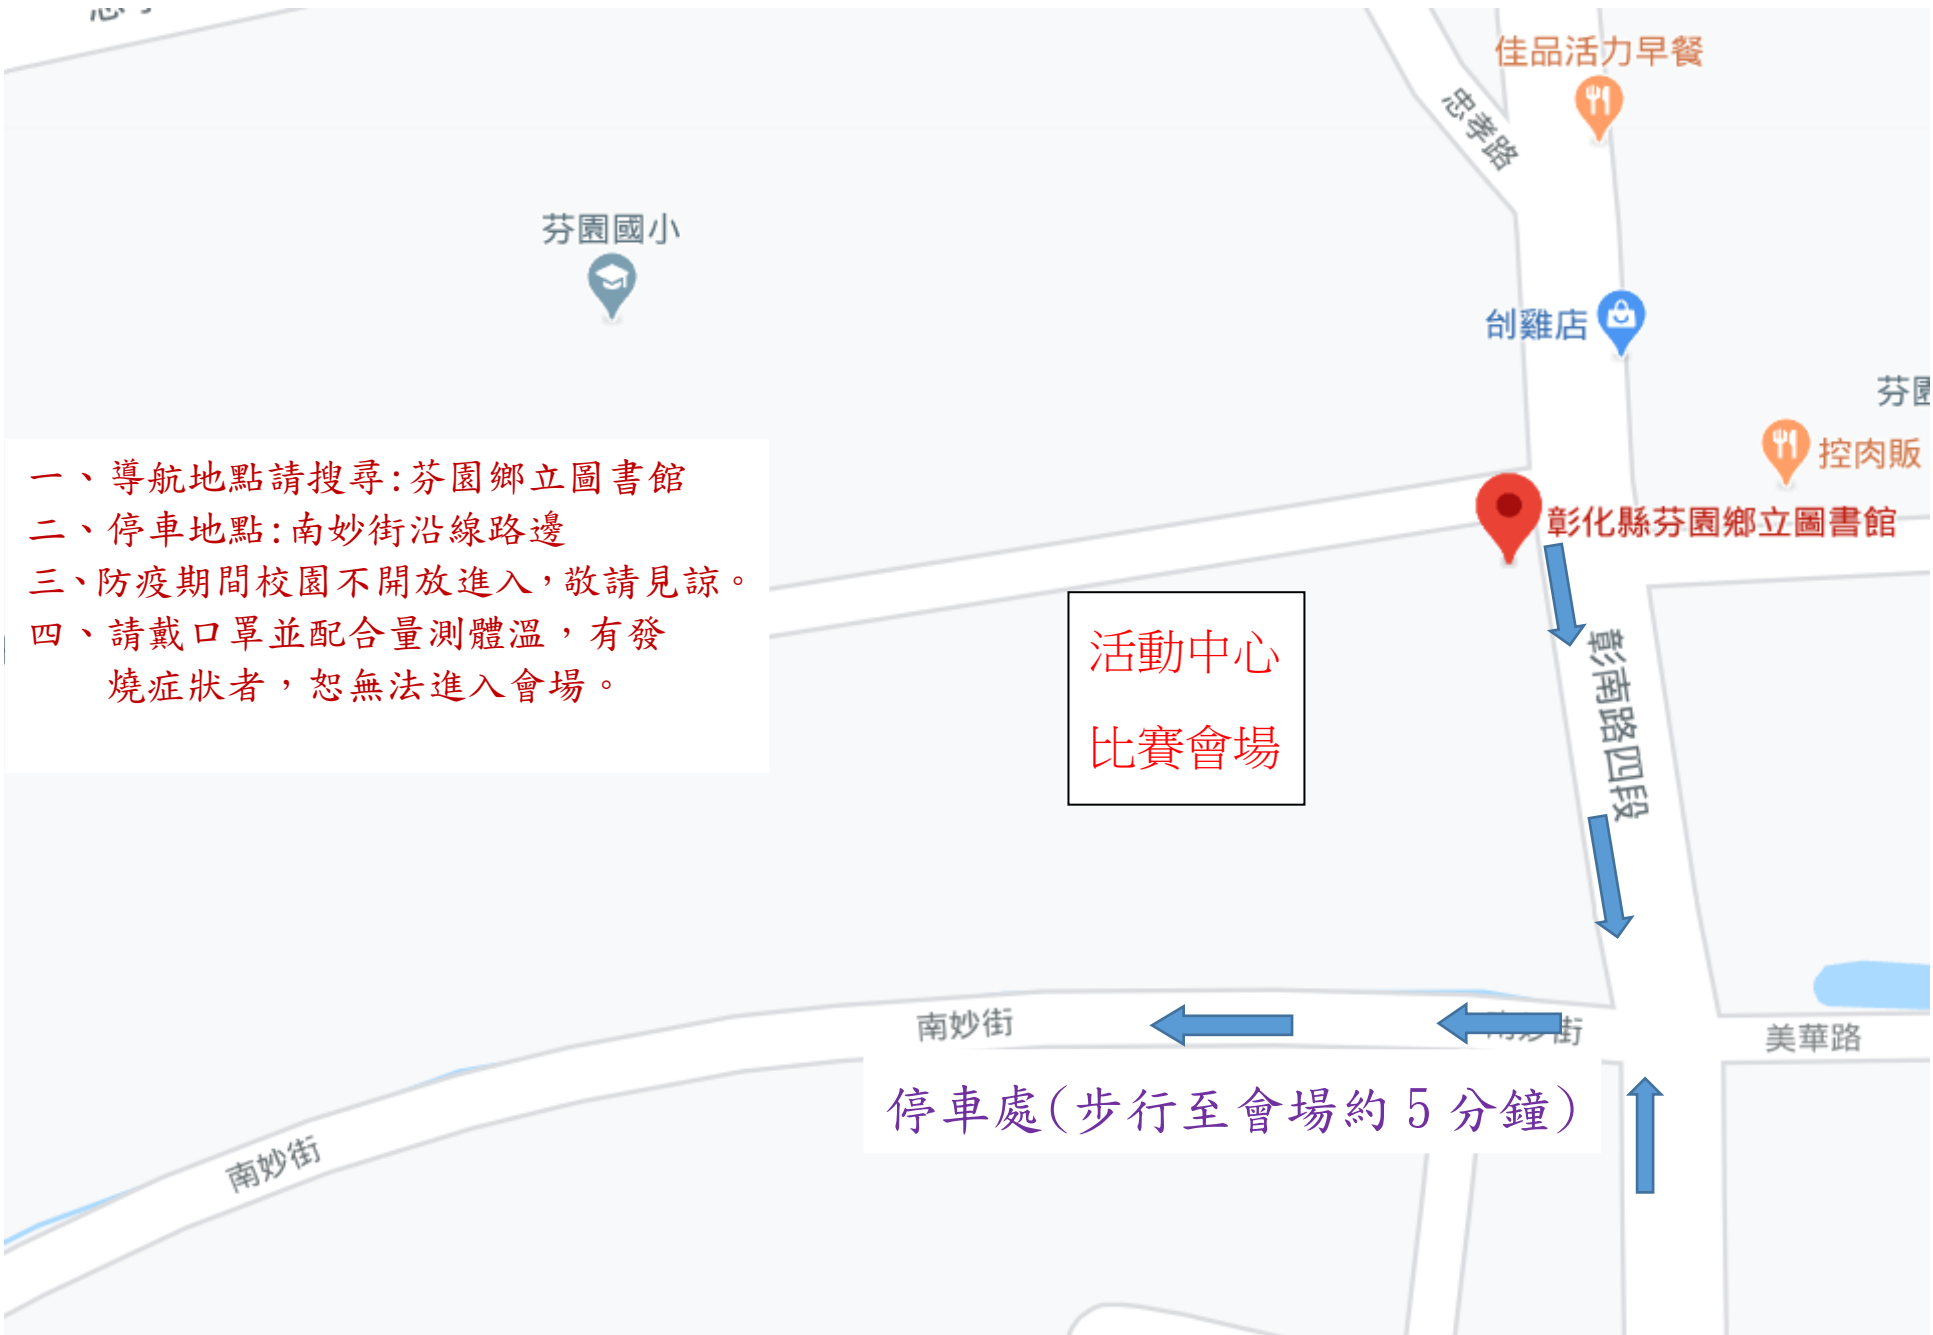 佳品活力早餐
忠孝路
芬園國小
刣雞店
芬園
控肉販
彰化縣芬園鄉立圖書館
一、導航地點請搜尋:芬園鄉立圖書館
二、停車地點:南妙街沿線路邊
三、防疫期間校園不開放進入,敬請見諒。
四、請戴口罩並配合量測體溫,有發
燒症狀者,恕無法進入會場。
活動中心
比賽會場
彰南路四段
南妙街
南妙街
美華路
停車處(步行至會場約 5 分鐘)
南妙街